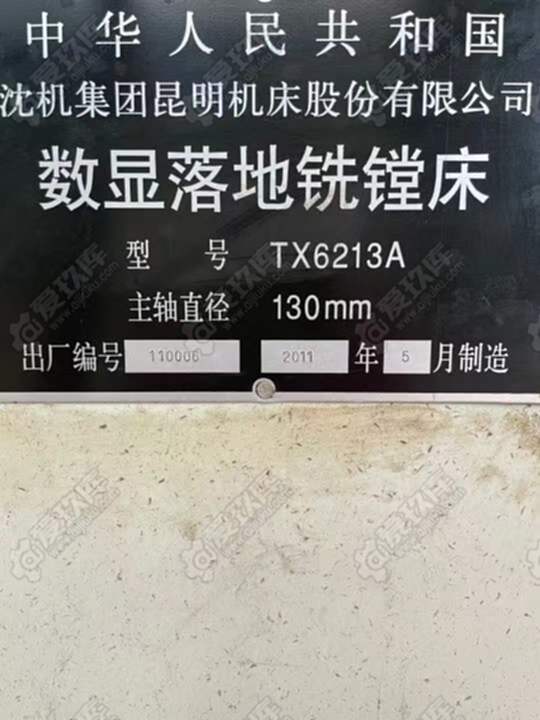 中华人民共和国
沈机集团昆明机床股份有限公司
数显落地铣镗床
型 号 TX6213A
主轴直径 130mm
出厂编号 110006 2011 年 5 月制造